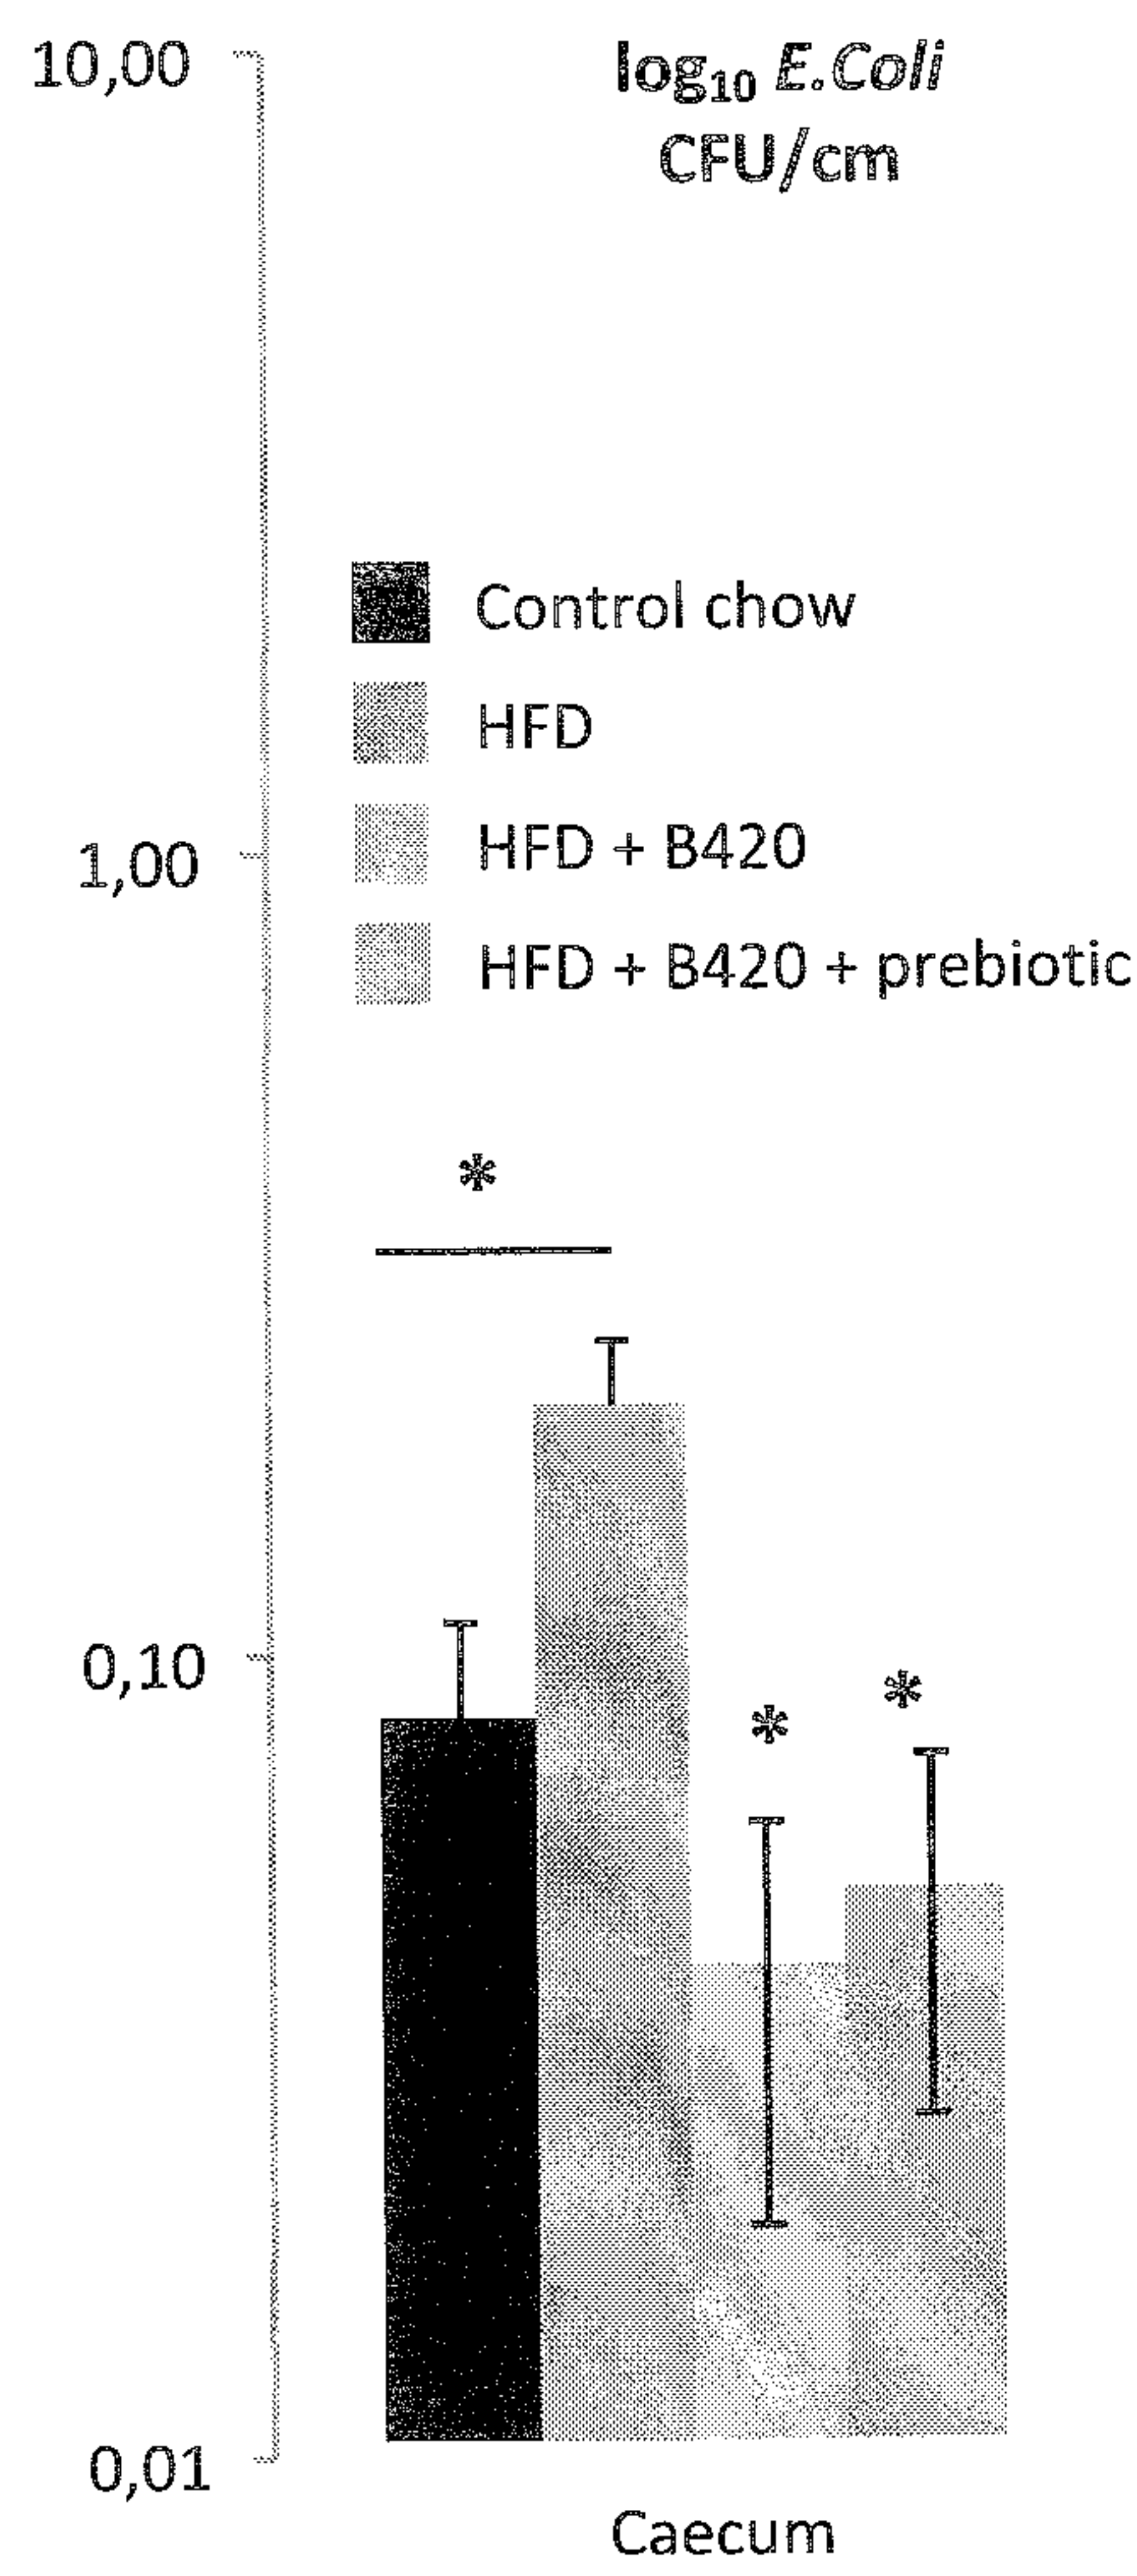 10,00
log10 E.Coli
CFU/cm
Control chow
HFD
1,00
HFD + B420
HFD + B420 + prebiotic
*
0,10
*
*
0,01
Caecum